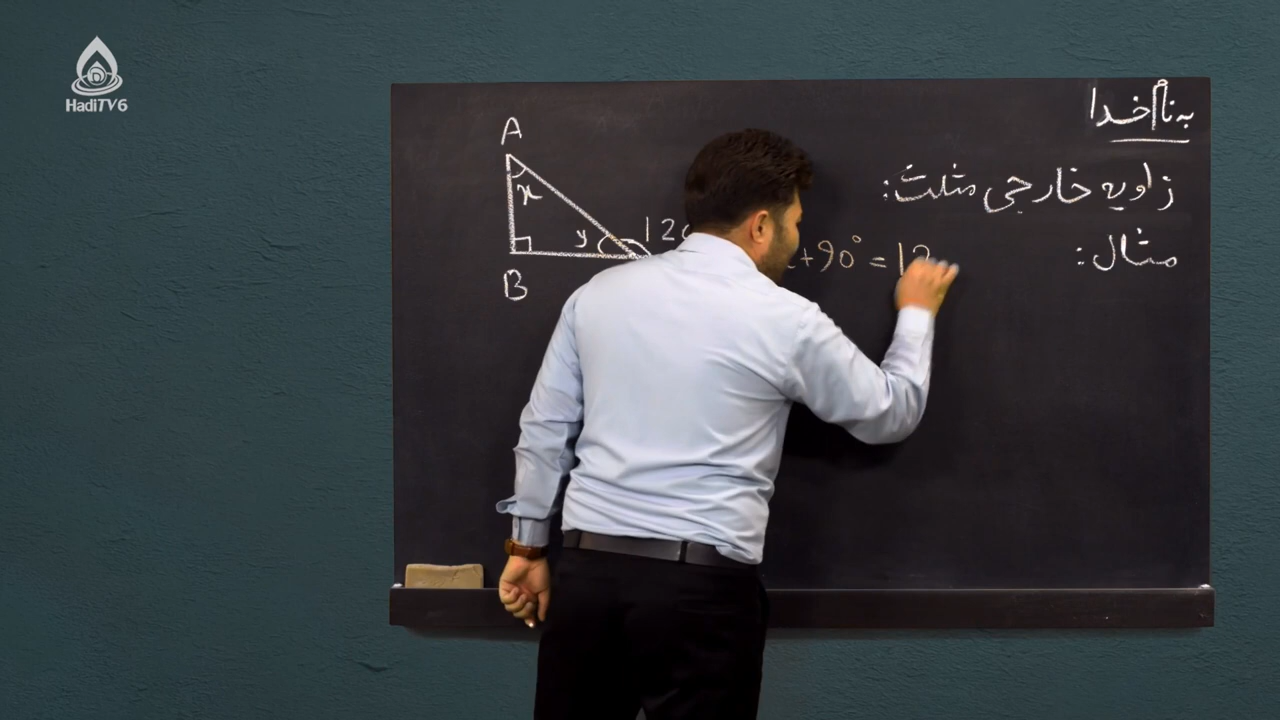 HadiTV6
به نام خدا
زاویه خارجی مثلث:
مثال:
A
x
y 120
B
+90° = 12